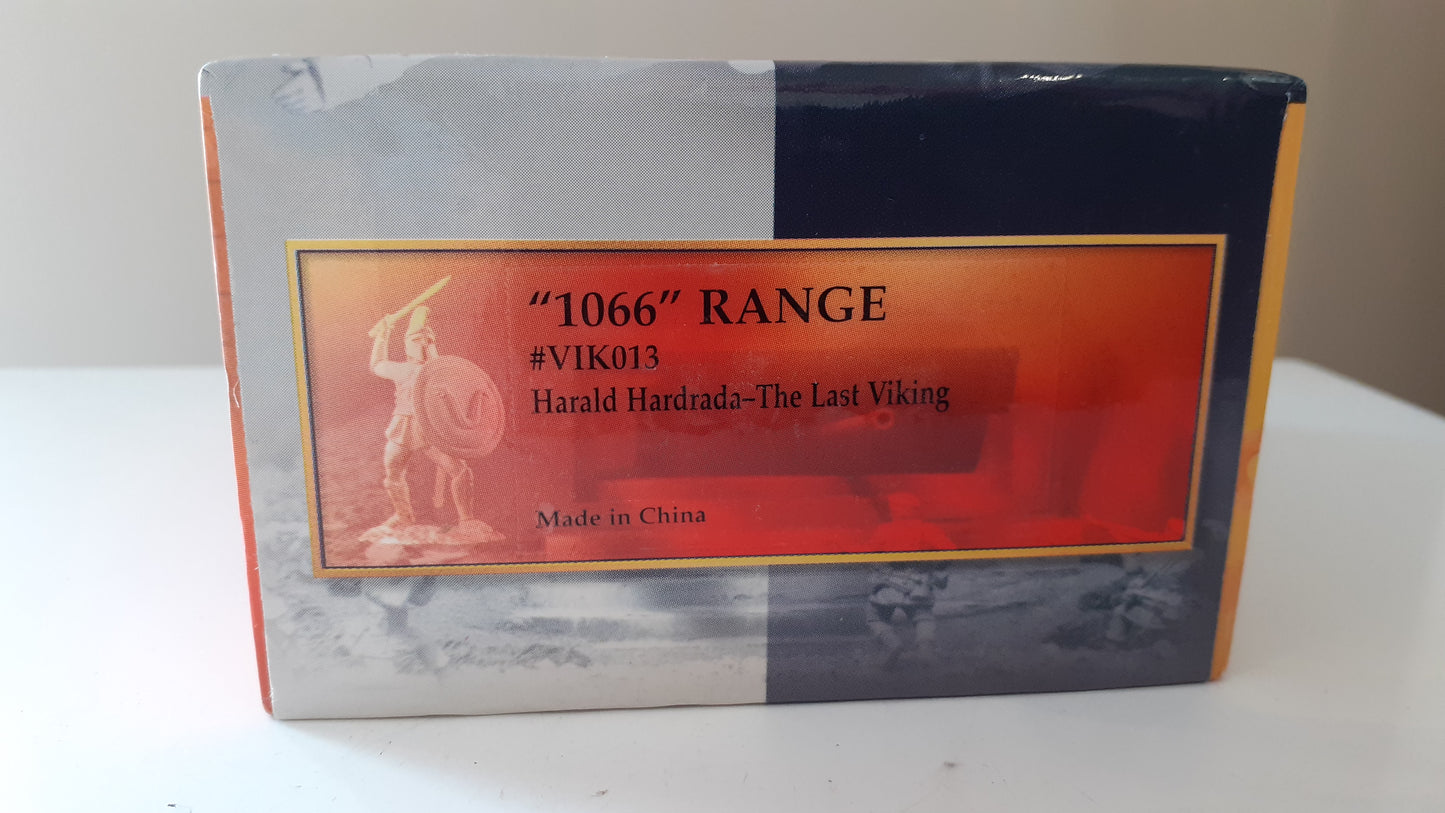 “1066” RANGE
#VIK013
Harald Hardrada–The Last Viking
Made in China